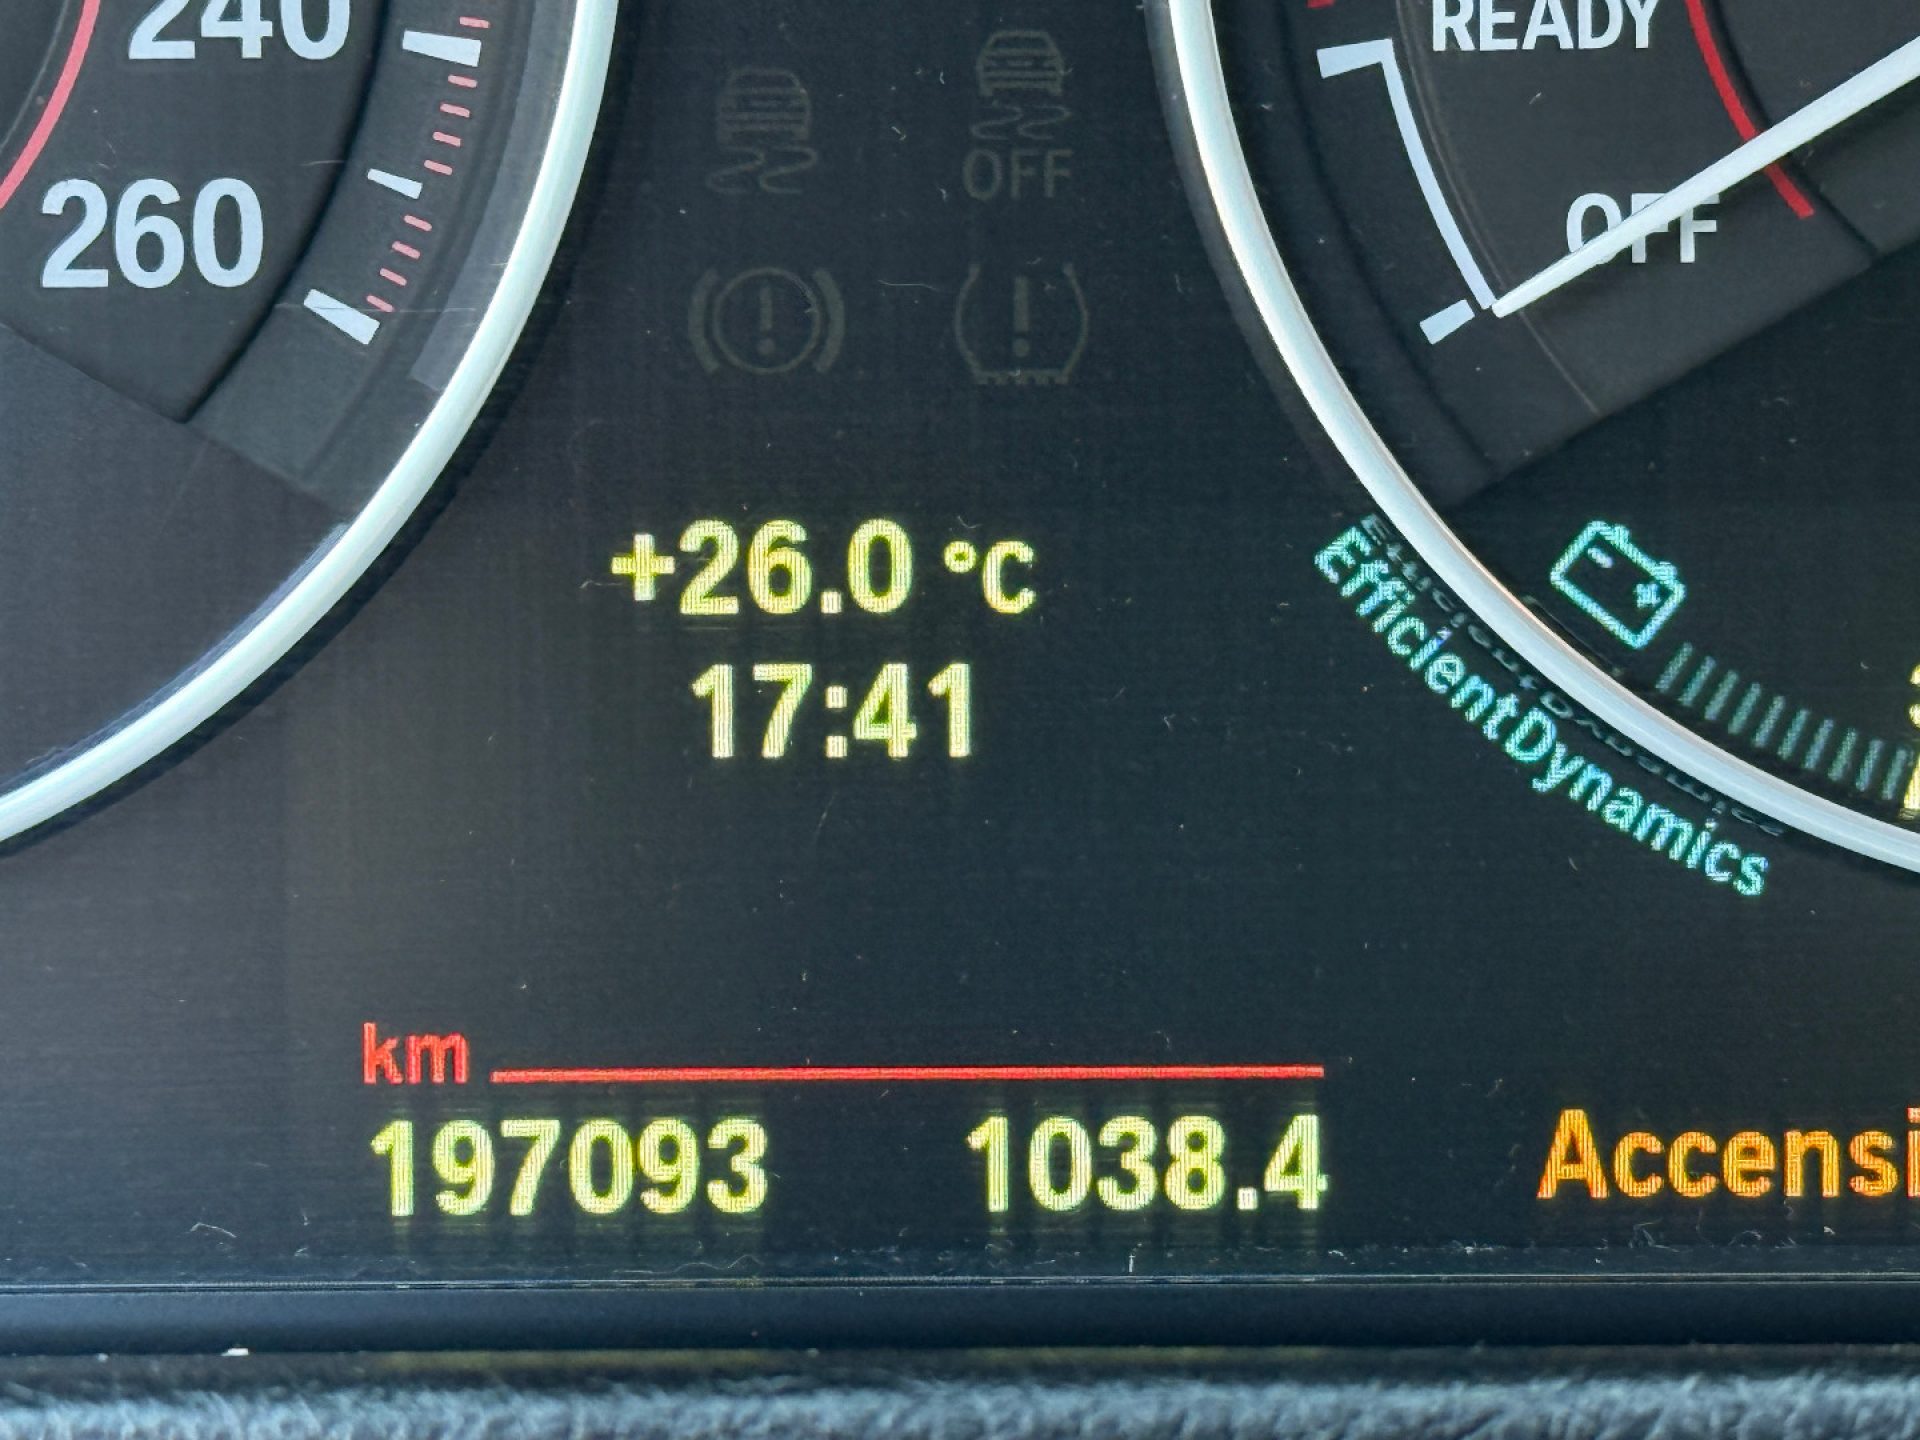 240
260
OFF
READY
OFF
+26.0 °C
17:41
EfficientDynamics
km
197093 1038.4
Accensi